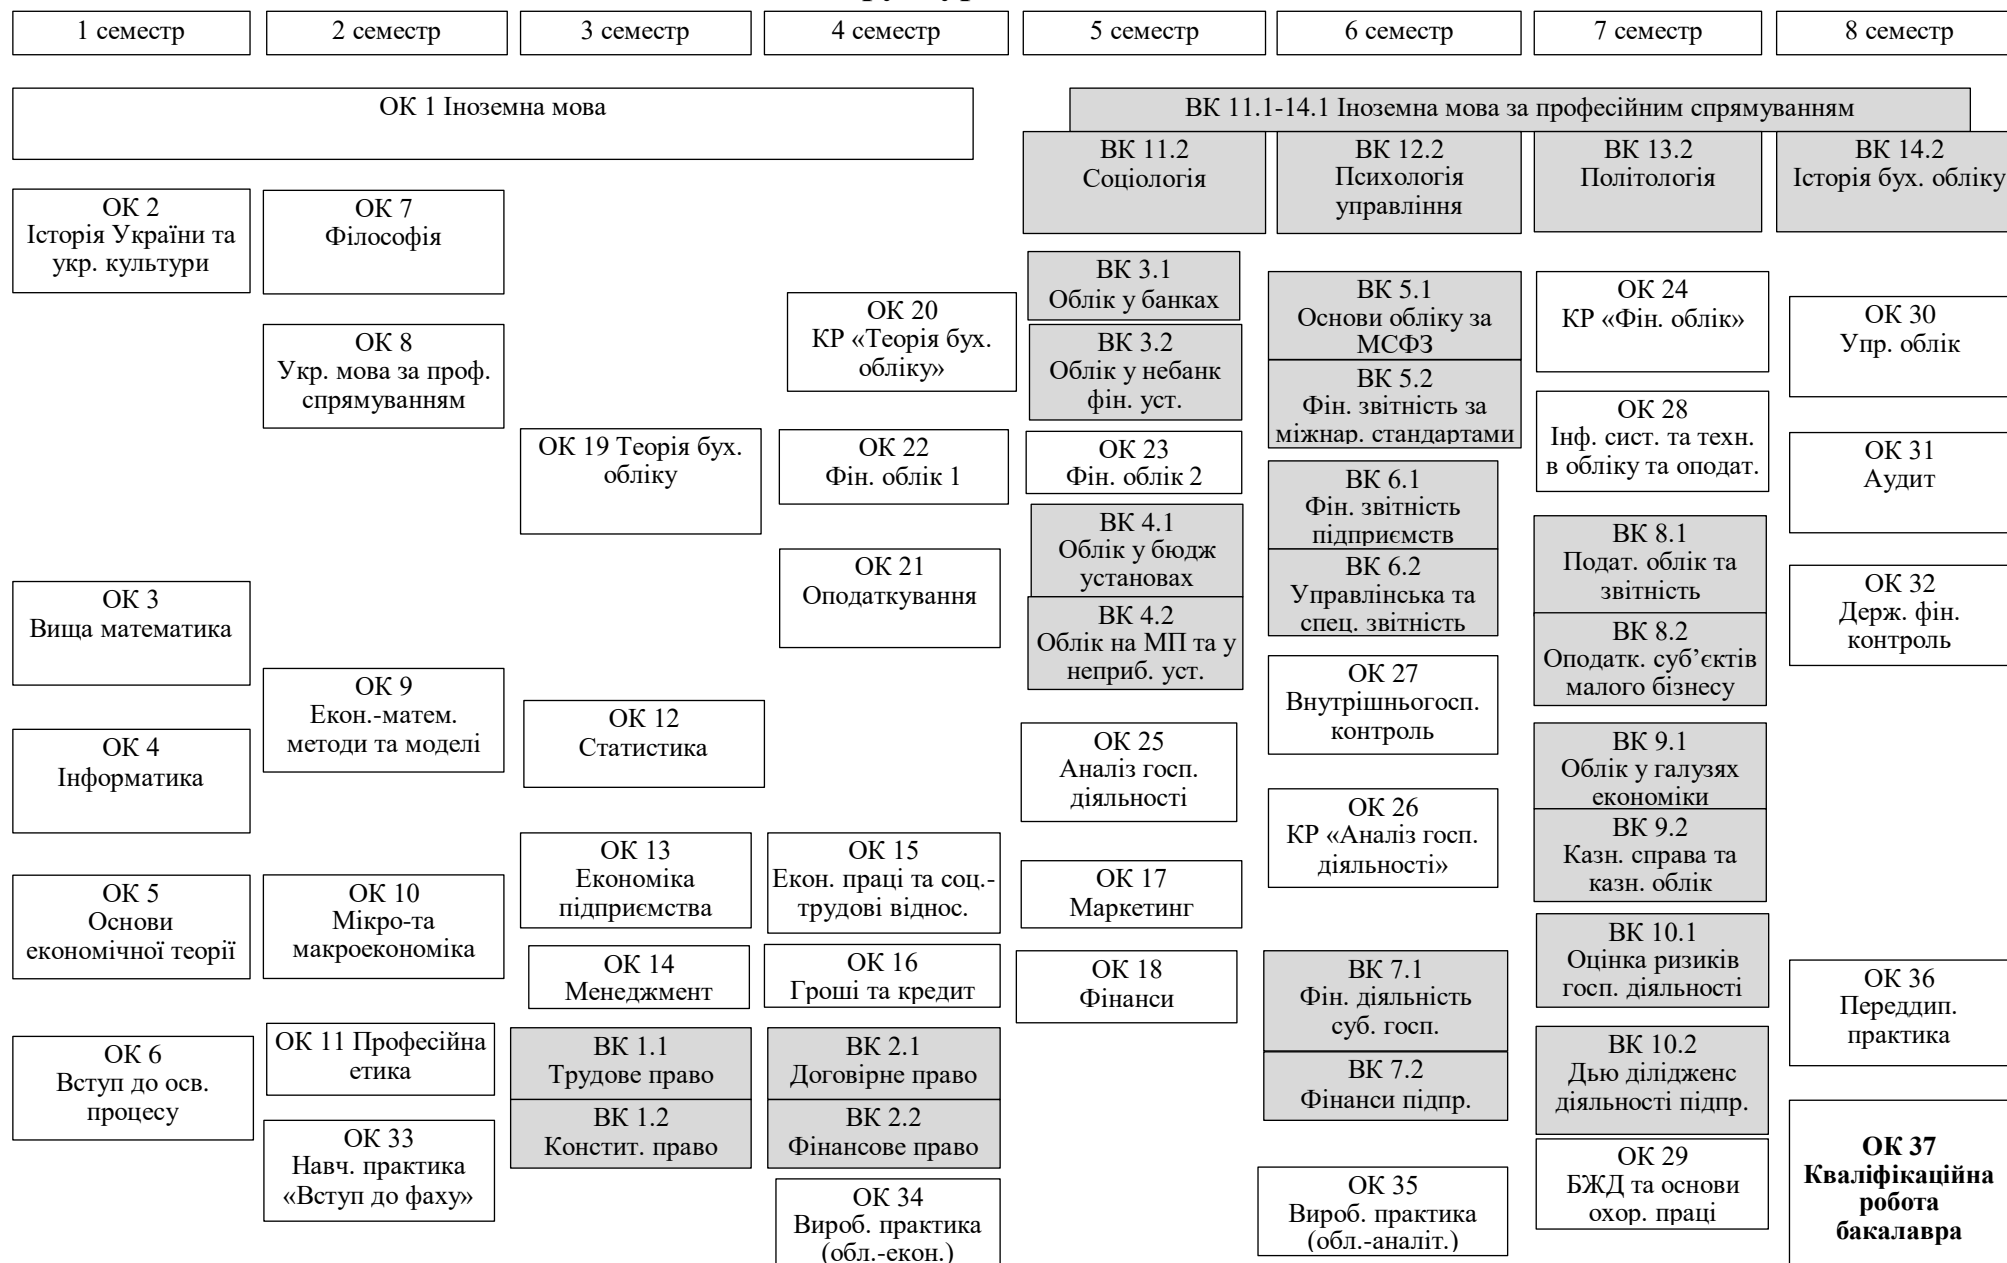 1 семестр
2 семестр
3 семестр
4 семестр
5 семестр
6 семестр
7 семестр
8 семестр
ОК 1 Іноземна мова
ВК 11.1-14.1 Іноземна мова за професійним спрямуванням
ВК 11.2
Соціологія
ВК 12.2
Психологія
управління
ВК 13.2
Політологія
ВК 14.2
Історія бух. обліку
ОК 2
Історія України та
укр. культури
ОК 7
Філософія
ОК 8
Укр. мова за проф.
спрямуванням
ОК 20
КР «Теорія бух.
обліку»
ВК 3.1
Облік у банках
ВК 3.2
Облік у небанк
фін. уст.
ВК 5.1
Основи обліку за
МСФЗ
ВК 5.2
Фін. звітність за
міжнар. стандартами
ОК 24
КР «Фін. облік»
ОК 30
Упр. облік
ОК 19 Теорія бух.
обліку
ОК 22
Фін. облік 1
ОК 23
Фін. облік 2
ОК 28
Інф. сист. та техн.
в обліку та оподат.
ОК 31
Аудит
ВК 4.1
Облік у бюдж
установах
ВК 4.2
Облік на МП та у
неприб. уст.
ВК 6.1
Фін. звітність
підприємств
ВК 6.2
Управлінська та
спец. звітність
ВК 8.1
Подат. облік та
звітність
ВК 8.2
Оподатк. суб’єктів
малого бізнесу
ОК 3
Вища математика
ОК 21
Оподаткування
ОК 32
Держ. фін.
контроль
ОК 9
Екон.-матем.
методи та моделі
ОК 12
Статистика
ОК 27
Внутрішньогосп.
контроль
ОК 4
Інформатика
ОК 25
Аналіз госп.
діяльності
ОК 26
КР «Аналіз госп.
діяльності»
ВК 9.1
Облік у галузях
економіки
ВК 9.2
Казн. справа та
казн. облік
ОК 5
Основи
економічної теорії
ОК 10
Мікро-та
макроекономіка
ОК 13
Економіка
підприємства
ОК 15
Екон. праці та соц.-
трудові віднос.
ОК 17
Маркетинг
ОК 14
Менеджмент
ОК 16
Гроші та кредит
ОК 18
Фінанси
ВК 7.1
Фін. діяльність
суб. госп.
ВК 7.2
Фінанси підпр.
ВК 10.1
Оцінка ризиків
госп. діяльності
ВК 10.2
Дью ділідженс
діяльності підпр.
ОК 36
Переддип.
практика
ОК 6
Вступ до осв.
процесу
ОК 11 Професійна
етика
ВК 1.1
Трудове право
ВК 1.2
Констит. право
ВК 2.1
Договірне право
ВК 2.2
Фінансове право
ОК 33
Навч. практика
«Вступ до фаху»
ОК 34
Вироб. практика
(обл.-екон.)
ОК 35
Вироб. практика
(обл.-аналіт.)
ОК 29
БЖД та основи
охор. праці
ОК 37
Кваліфікаційна
робота
бакалавра